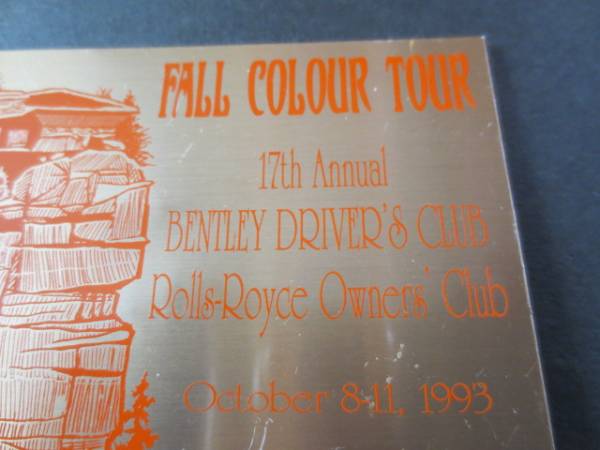 FALL COLOUR TOUR
17th Annual
BENTLEY DRIVER'S CLUB
Rolls-Royce Owners' Club
October 8-11, 1993